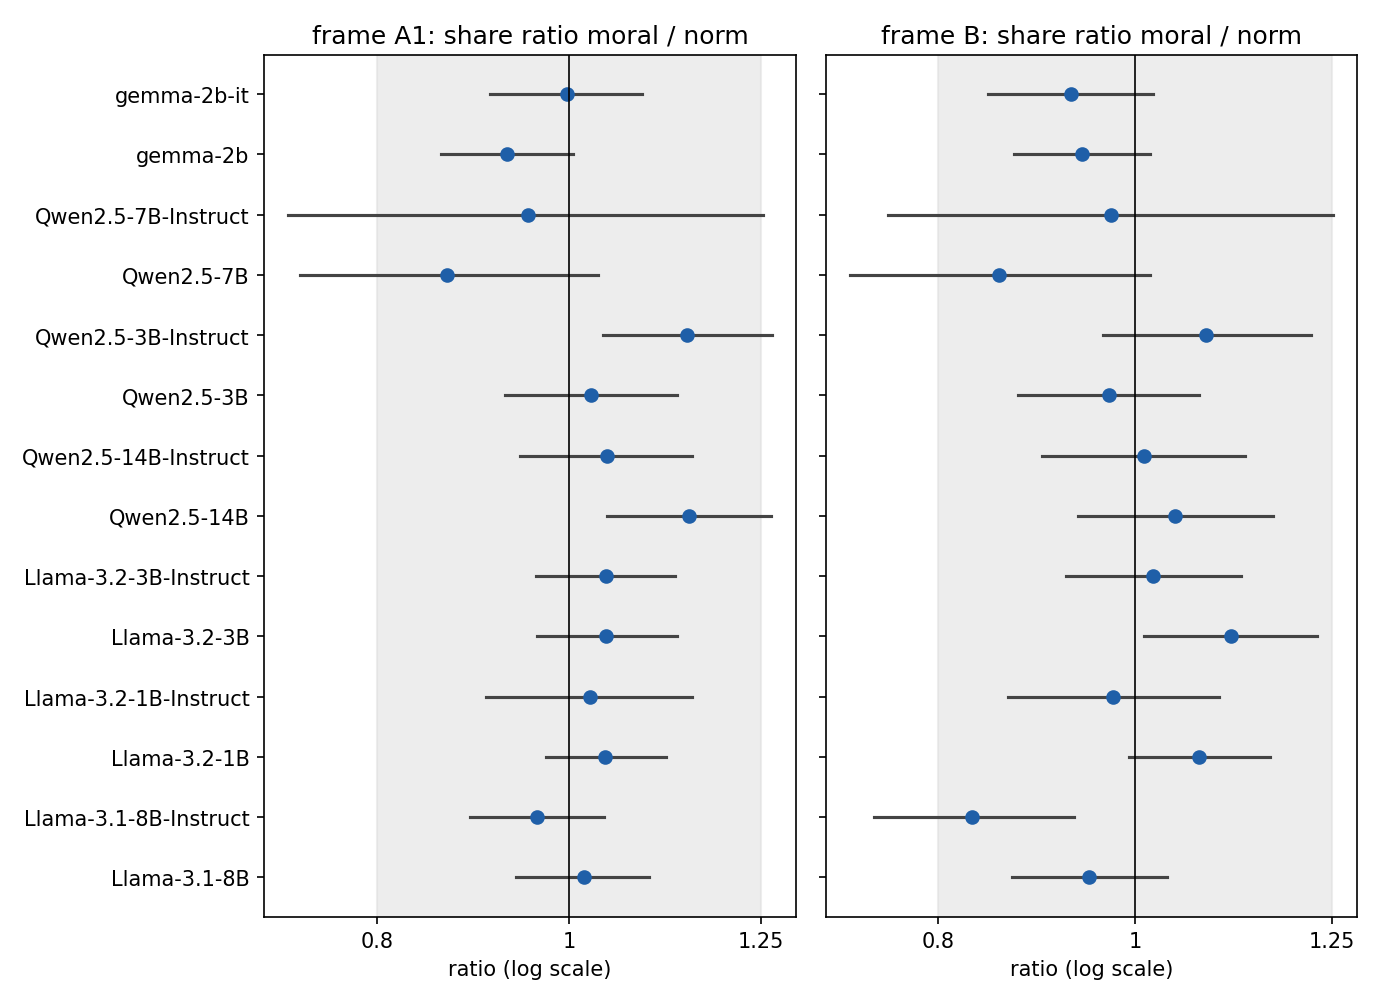 frame A1: share ratio moral / norm
frame B: share ratio moral / norm
gemma-2b-it
gemma-2b
Qwen2.5-7B-Instruct
Qwen2.5-7B
Qwen2.5-3B-Instruct
Qwen2.5-3B
Qwen2.5-14B-Instruct
Qwen2.5-14B
Llama-3.2-3B-Instruct
Llama-3.2-3B
Llama-3.2-1B-Instruct
Llama-3.2-1B
Llama-3.1-8B-Instruct
Llama-3.1-8B
0.8 1 1.25
ratio (log scale)
0.8 1 1.25
ratio (log scale)